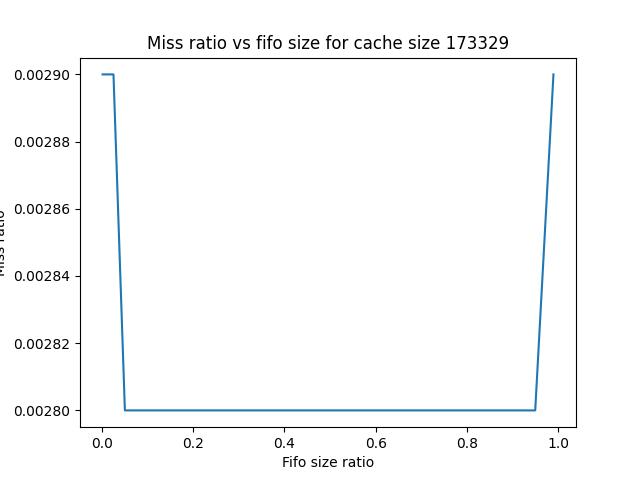 Miss ratio vs fifo size for cache size 173329
0.00290
0.00288
0.00286
0.00284
0.00282
0.00280
Miss ratio
0.0 0.2 0.4 0.6 0.8 1.0
Fifo size ratio